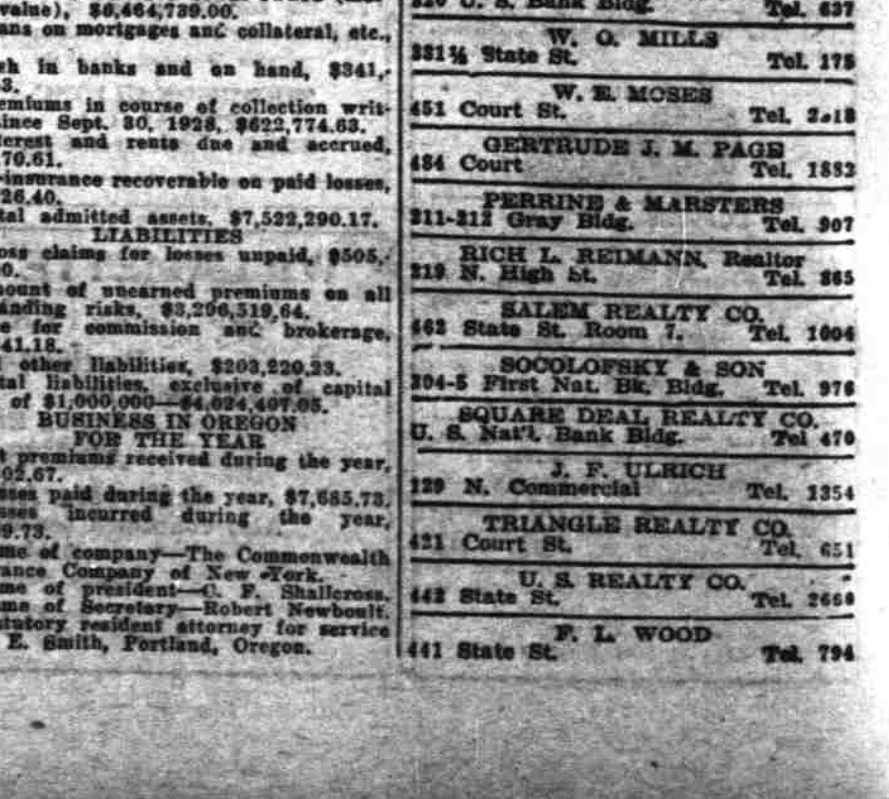 value), $6,464,739.00.
ans on mortgages and collateral, etc.,
sh in banks and on hand, $341,-
3.
emiums in course of collection writ-
since Sept. 30, 1928, $622,774.63.
terest and rents due and accrued,
70.61.
-insurance recoverable on paid losses,
26.40.
tal admitted assets, $7,522,290.17.
LIABILITIES
oss claims for losses unpaid, $505,-
0.
mount of unearned premiums on all
anding risks, $3,296,319.64.
e for commission and brokerage,
41.18.
l other liabilities, $203,220.23.
tal liabilities, exclusive of capital
of $1,000,000—$4,024,407.05.
BUSINESS IN OREGON
FOR THE YEAR
t premiums received during the year,
02.67.
sses paid during the year, $7,685.73.
sses incurred during the year,
9.73.
me of company—The Commonwealth
ance Company of New York.
me of president—C. F. Shallcross.
me of Secretary—Robert Newboult.
atutory resident attorney for service
E. Smith, Portland, Oregon.
U. S. Bank Bldg. Tel. 637
W. O. MILLS
331½ State St. Tel. 175
W. E. MOSES
451 Court St. Tel.
GERTRUDE J. M. PAGE
484 Court Tel. 1882
PERRINE & MARSTERS
211-212 Gray Bldg. Tel. 907
RICH L. REIMANN, Realtor
219 N. High St. Tel. 865
SALEM REALTY CO.
462 State St. Room 7. Tel. 1004
SOCOLOFSKY & SON
304-5 First Nat. Bk. Bldg. Tel. 976
SQUARE DEAL REALTY CO.
U. S. Nat'l. Bank Bldg. Tel 470
J. F. ULRICH
129 N. Commercial Tel. 1354
TRIANGLE REALTY CO.
421 Court St. Tel. 651
U. S. REALTY CO.
442 State St. Tel.
F. L. WOOD
441 State St. Tel. 794